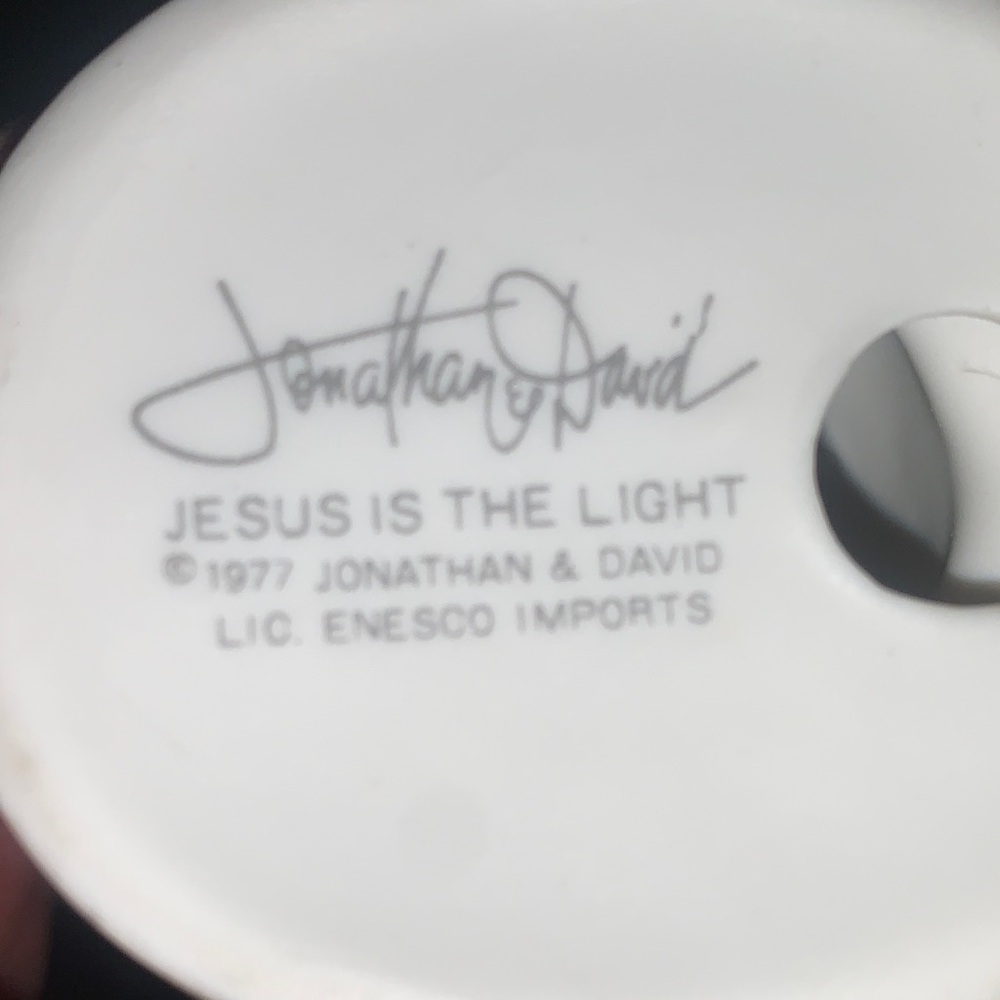 Jonathan & David
JESUS IS THE LIGHT
© 1977 JONATHAN & DAVID
LIC. ENESCO IMPORTS